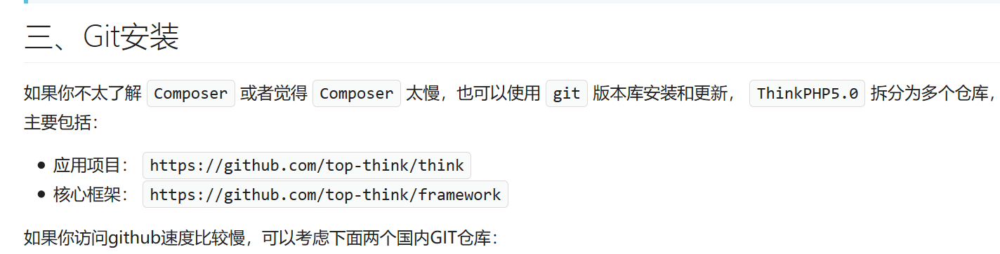 三、Git安装
如果你不太了解 Composer 或者觉得 Composer 太慢，也可以使用 git 版本库安装和更新， ThinkPHP5.0 拆分为多个仓库，
主要包括：
应用项目： https://github.com/top-think/think
核心框架： https://github.com/top-think/framework
如果你访问github速度比较慢，可以考虑下面两个国内GIT仓库：